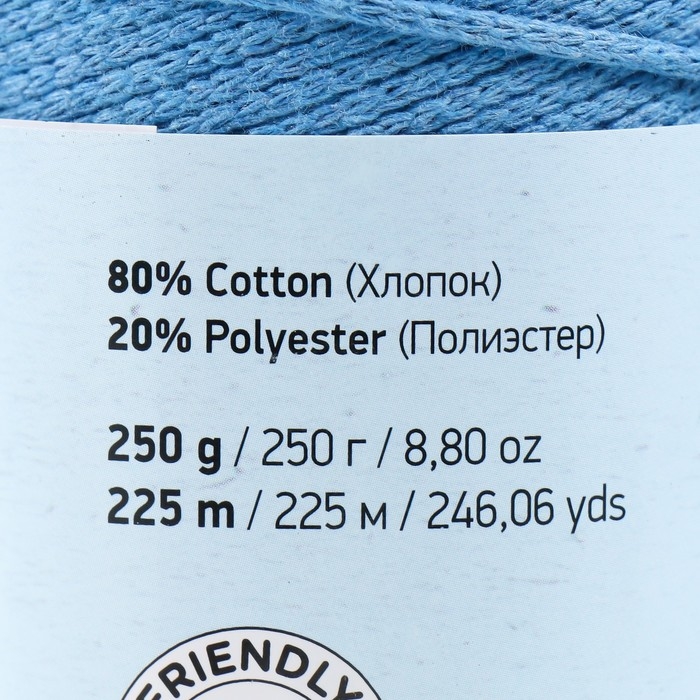 80% Cotton (Хлопок)
20% Polyester (Полиэстер)
250 g / 250 г / 8,80 oz
225 m / 225 м / 246,06 yds
FRIENDLY